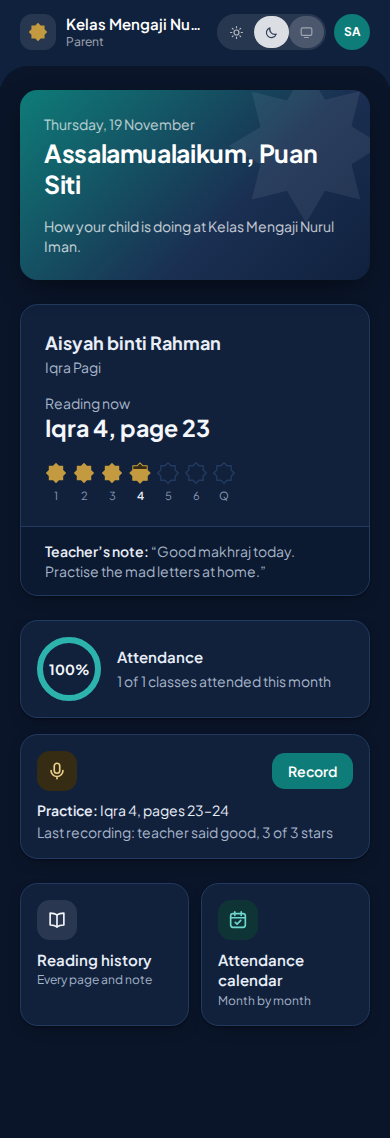 Kelas Mengaji Nu...
Parent
SA
Thursday, 19 November
Assalamualaikum, Puan
Siti
How your child is doing at Kelas Mengaji Nurul
Iman.
Aisyah binti Rahman
Iqra Pagi
Reading now
Iqra 4, page 23
1 2 3 4 5 6 Q
Teacher’s note: “Good makhraj today.
Practise the mad letters at home.”
100%
Attendance
1 of 1 classes attended this month
Record
Practice: Iqra 4, pages 23–24
Last recording: teacher said good, 3 of 3 stars
Reading history
Every page and note
Attendance
calendar
Month by month